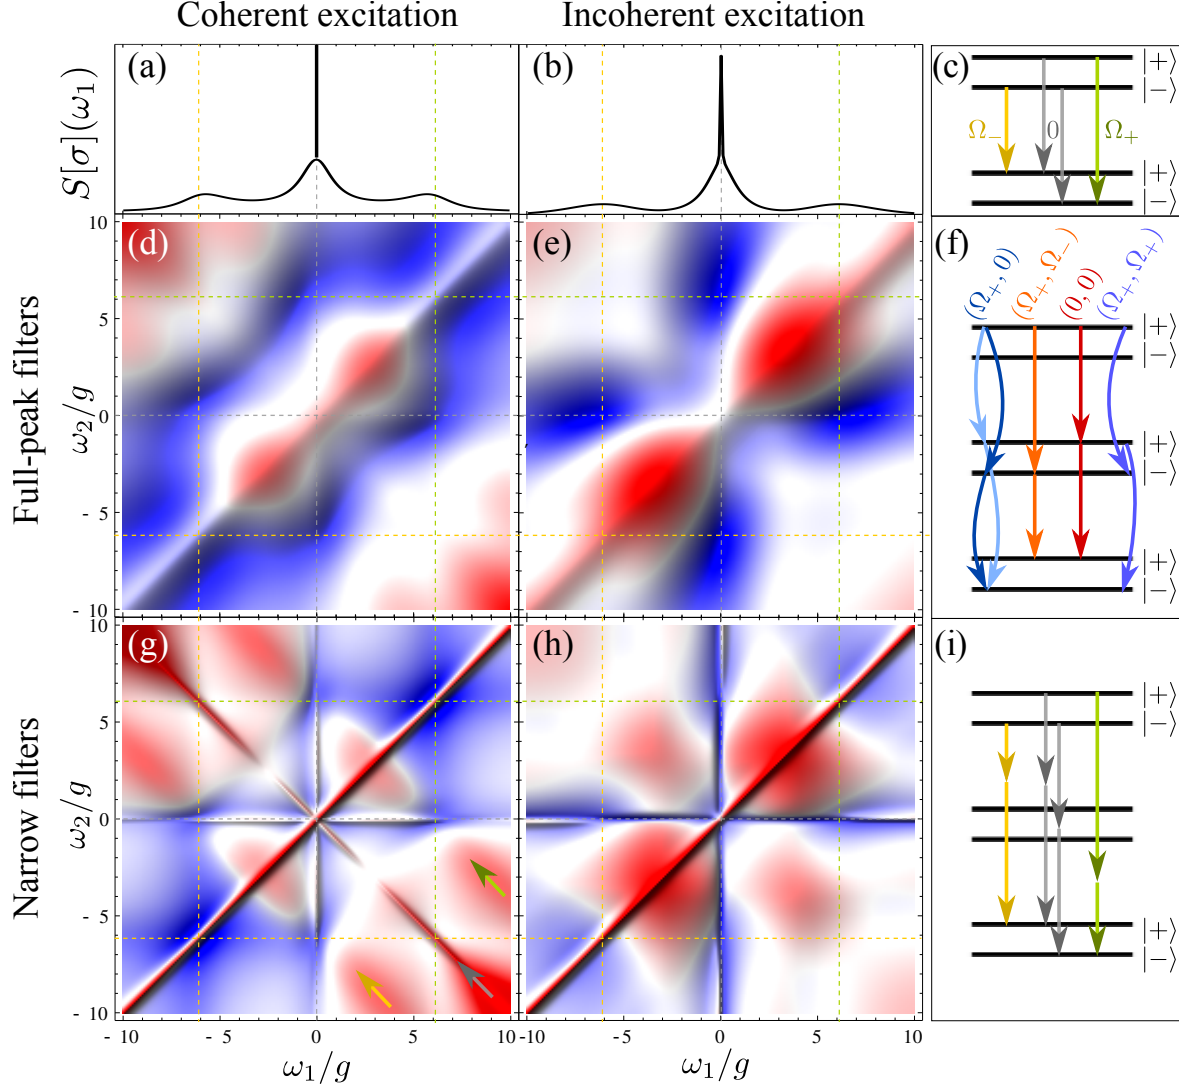 Coherent excitation
Incoherent excitation
S[σ](ω₁)
(a)
(b)
(c)
|+⟩
|−⟩
Ω₋
0
Ω₊
|+⟩
|−⟩
Full-peak filters
ω₂/g
10
5
0
- 5
- 10
(d)
(e)
(f)
(Ω₊, 0)
(Ω₊, Ω₋)
(0, 0)
(Ω₊, Ω₊)
|+⟩
|−⟩
|+⟩
|−⟩
|+⟩
|−⟩
Narrow filters
ω₂/g
10
5
0
- 5
- 10
(g)
(h)
(i)
|+⟩
|−⟩
|+⟩
|−⟩
- 10 - 5 0 5 10
- 10 - 5 0 5 10
ω₁/g
ω₁/g